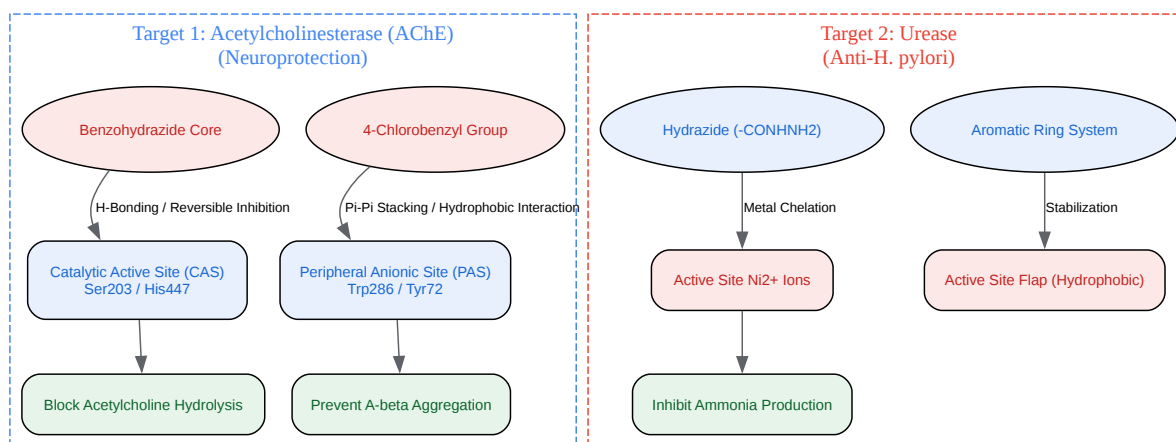 Target 1: Acetylcholinesterase (AChE)
(Neuroprotection)
Benzohydrazide Core
4-Chlorobenzyl Group
H-Bonding / Reversible Inhibition
Pi-Pi Stacking / Hydrophobic Interaction
Catalytic Active Site (CAS)
Ser203 / His447
Peripheral Anionic Site (PAS)
Trp286 / Tyr72
Block Acetylcholine Hydrolysis
Prevent A-beta Aggregation
Target 2: Urease
(Anti-H. pylori)
Hydrazide (-CONHNH2)
Aromatic Ring System
Metal Chelation
Stabilization
Active Site Ni2+ Ions
Active Site Flap (Hydrophobic)
Inhibit Ammonia Production